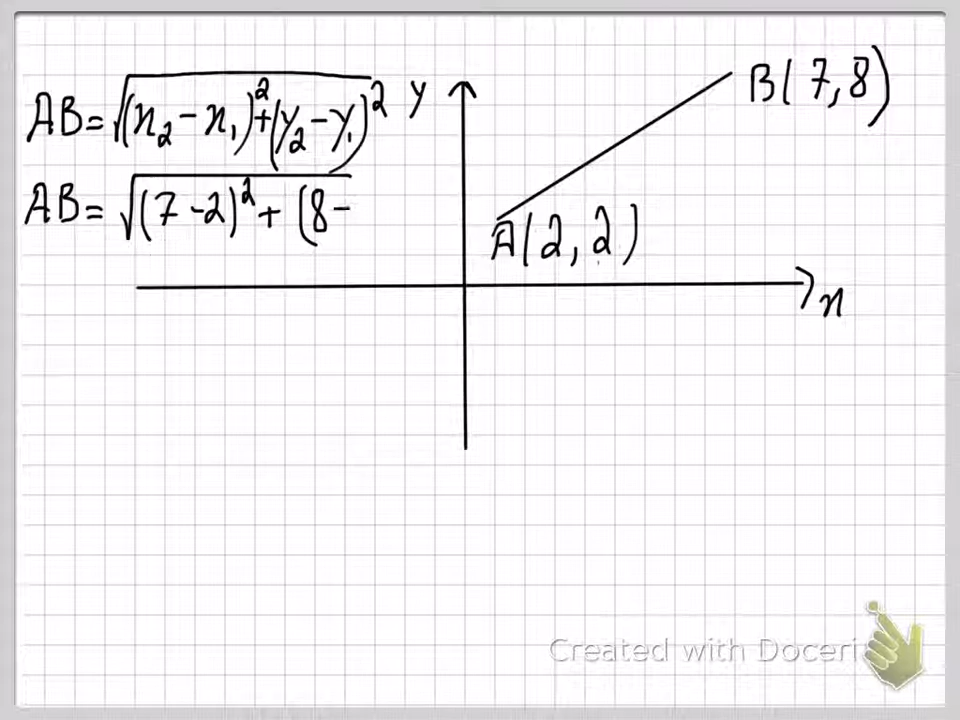 AB = √(x₂ - x₁)² + (y₂ - y₁)²
y
B(7,8)
AB = √(7 - 2)² + (8 -
A(2, 2)
x
Created with Doceri